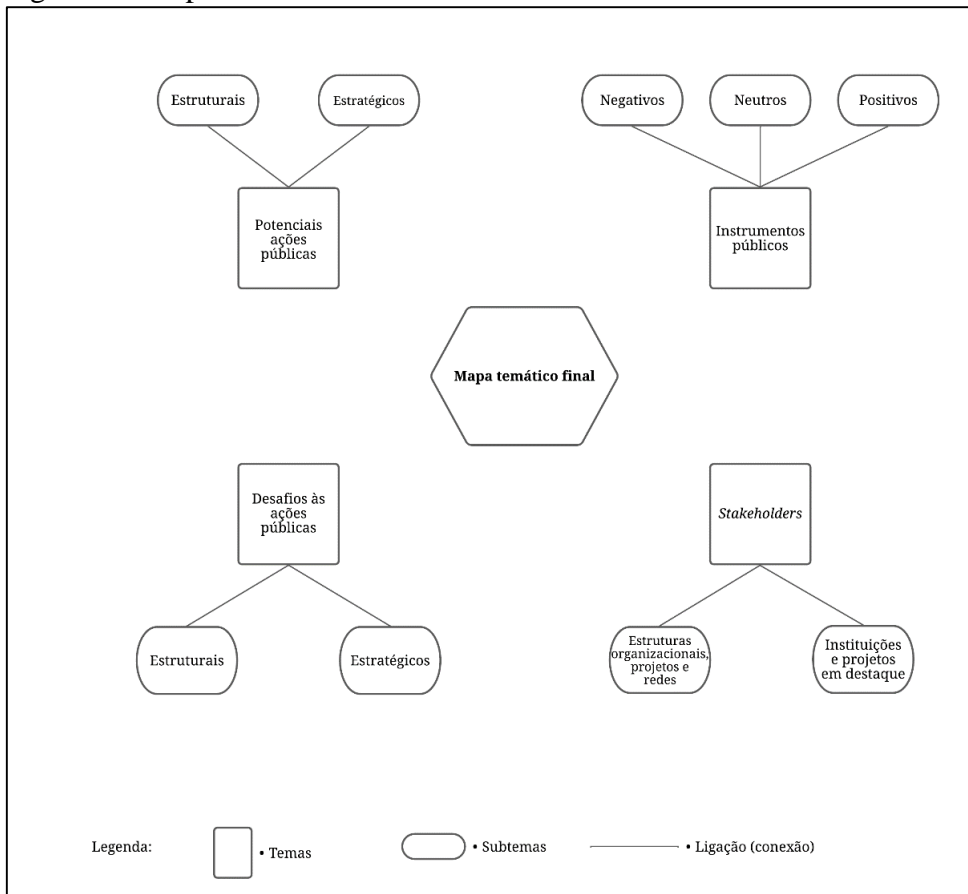 Estruturais
Estratégicos
Negativos
Neutros
Positivos
Potenciais
ações
públicas
Instrumentos
públicos
Mapa temático final
Desafios às
ações
públicas
Stakeholders
Estruturais
Estratégicos
Estruturas
organizacionais,
projetos e
redes
Instituições
e projetos
em destaque
Legenda:
• Temas
• Subtemas
• Ligação (conexão)